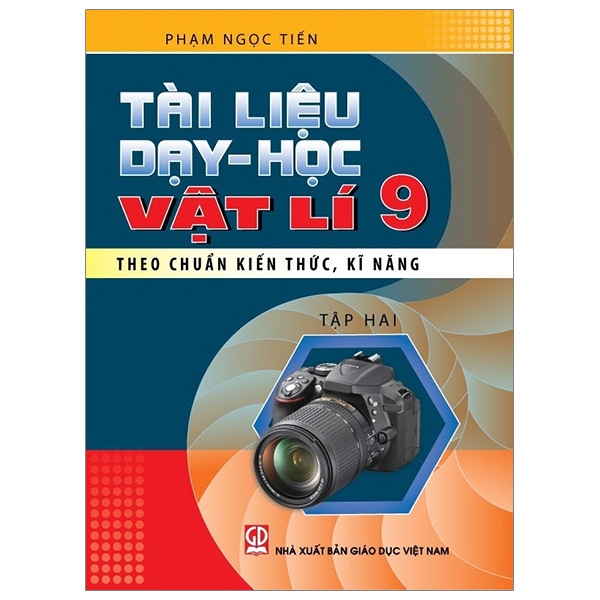 PHẠM NGỌC TIẾN
TÀI LIỆU
DẠY-HỌC
VẬT LÍ 9
THEO CHUẨN KIẾN THỨC, KĨ NĂNG
TẬP HAI
GD
NHÀ XUẤT BẢN GIÁO DỤC VIỆT NAM